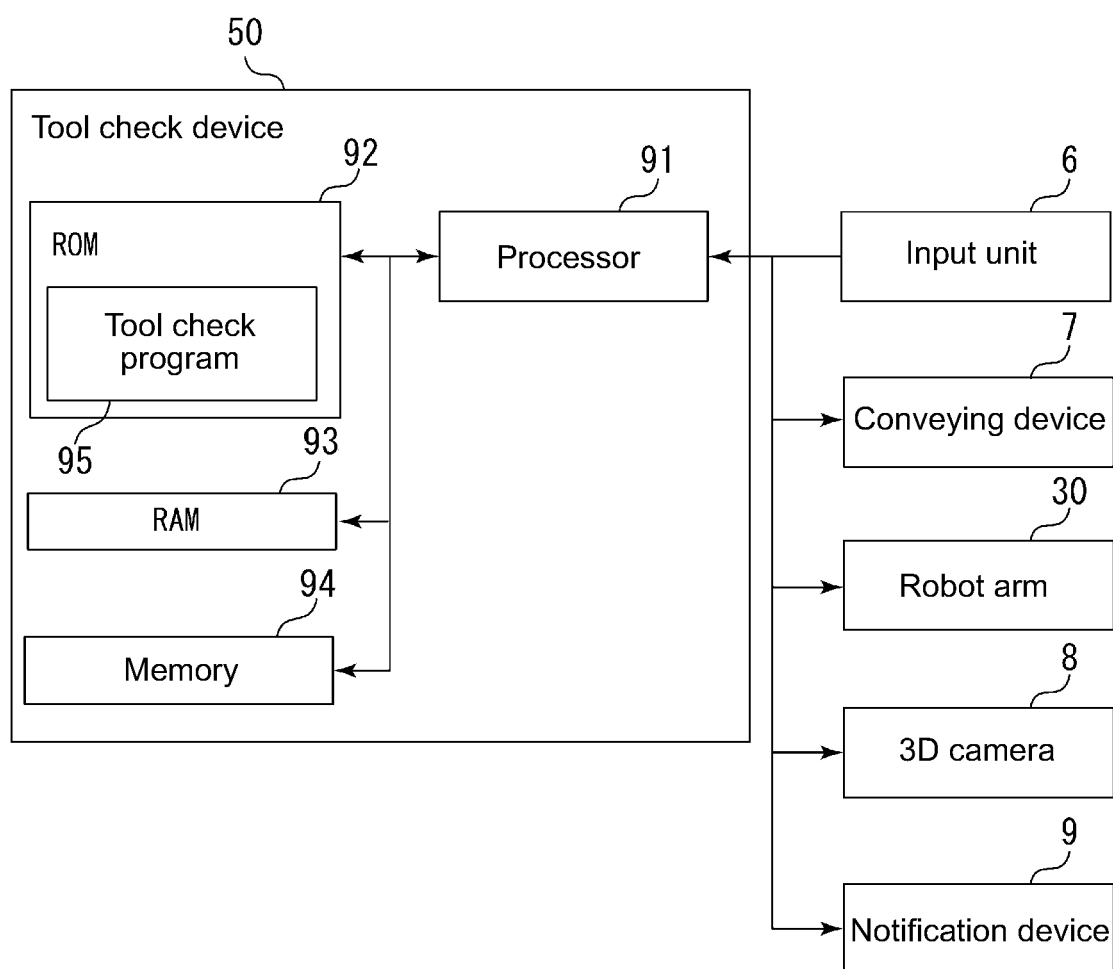 50
Tool check device
92
91
6
ROM
Processor
Input unit
Tool check
program
7
Conveying device
95
93
30
RAM
Robot arm
94
8
Memory
3D camera
9
Notification device